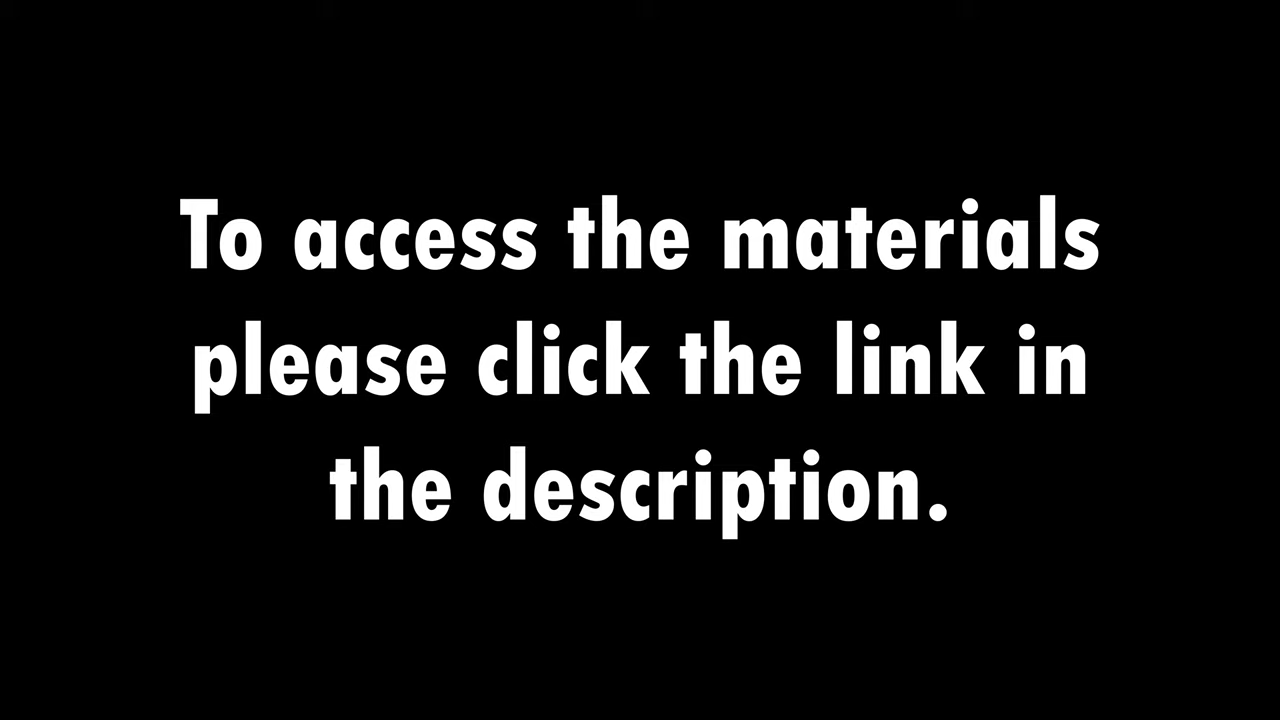 To access the materials
please click the link in
the description.